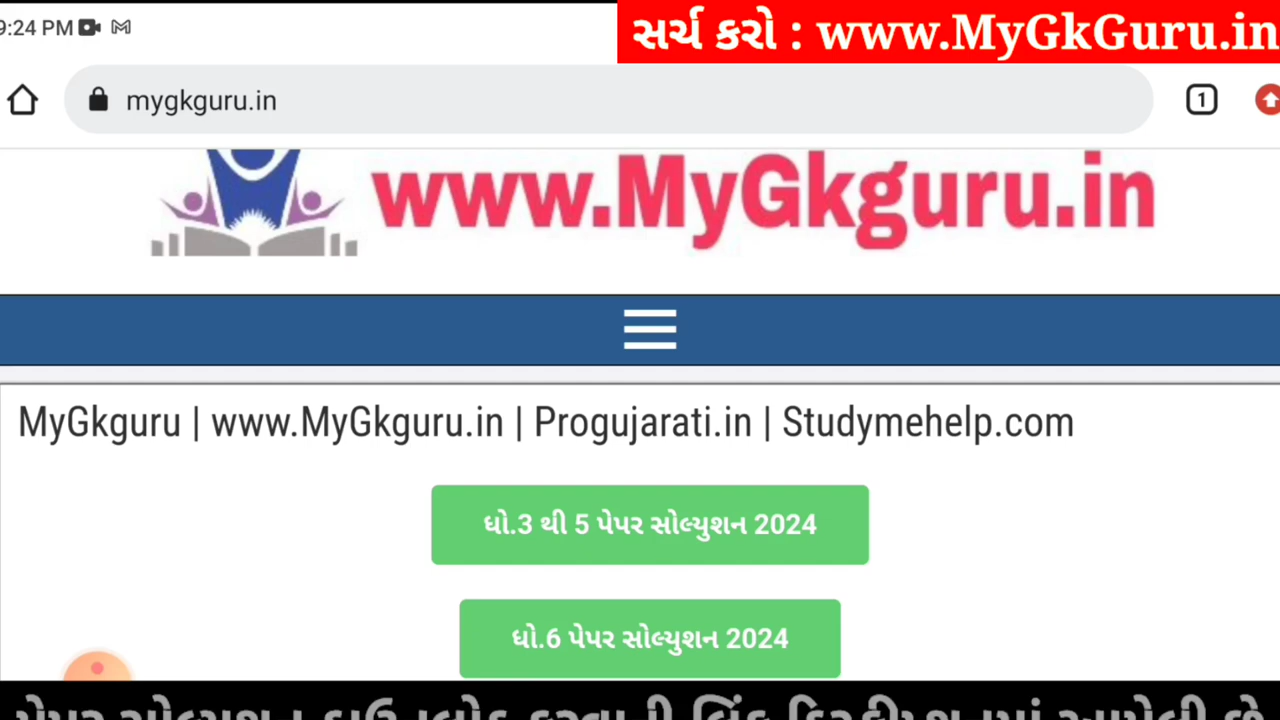 9:24 PM
સર્ચ કરો : www.MyGkGuru.in
mygkguru.in
1
www.MyGkguru.in
MyGkguru | www.MyGkguru.in | Progujarati.in | Studymehelp.com
ધો.3 થી 5 પેપર સોલ્યુશન 2024
ધો.6 પેપર સોલ્યુશન 2024